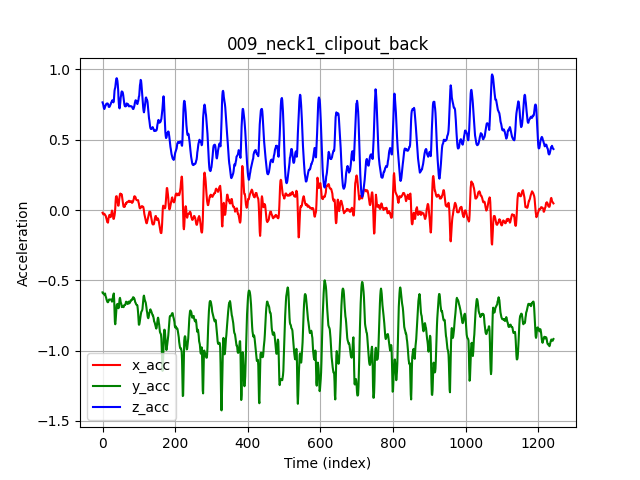 009_neck1_clipout_back
1.0
0.5
0.0
−0.5
−1.0
−1.5
Acceleration
x_acc
y_acc
z_acc
0 200 400 600 800 1000 1200
Time (index)